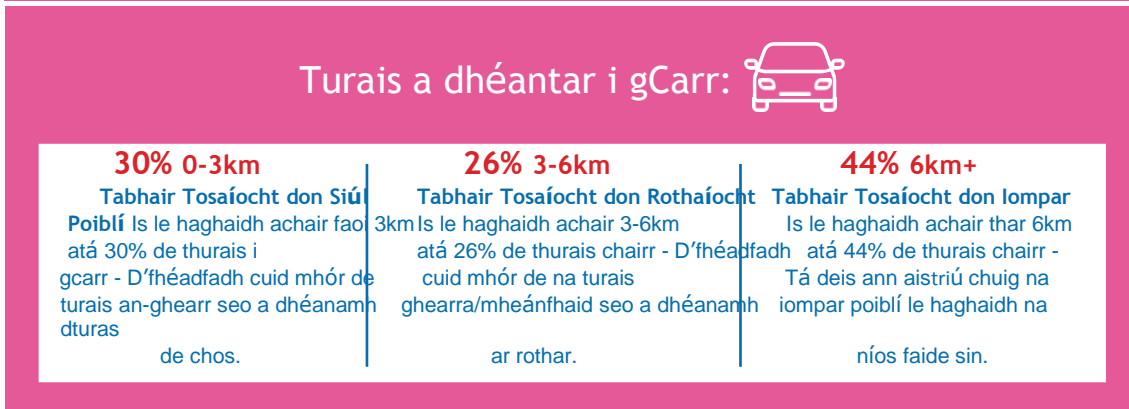 Turais a dhéantar i gCarr:
30% 0-3km
Tabhair Tosaíocht don Siúl
Poiblí Is le haghaidh achair faoi 3km
atá 30% de thurais i
gcarr - D'fhéadfadh cuid mhór de
turais an-ghearr seo a dhéanamh
dturas
de chos.
26% 3-6km
Tabhair Tosaíocht don Rothaíocht
Is le haghaidh achair 3-6km
atá 26% de thurais chairr - D'fhéadfadh
cuid mhór de na turais
ghearra/mheánfhaid seo a dhéanamh
ar rothar.
44% 6km+
Tabhair Tosaíocht don Iompar
Is le haghaidh achair thar 6km
atá 44% de thurais chairr -
Tá deis ann aistriú chuig na
iompar poiblí le haghaidh na
níos faide sin.